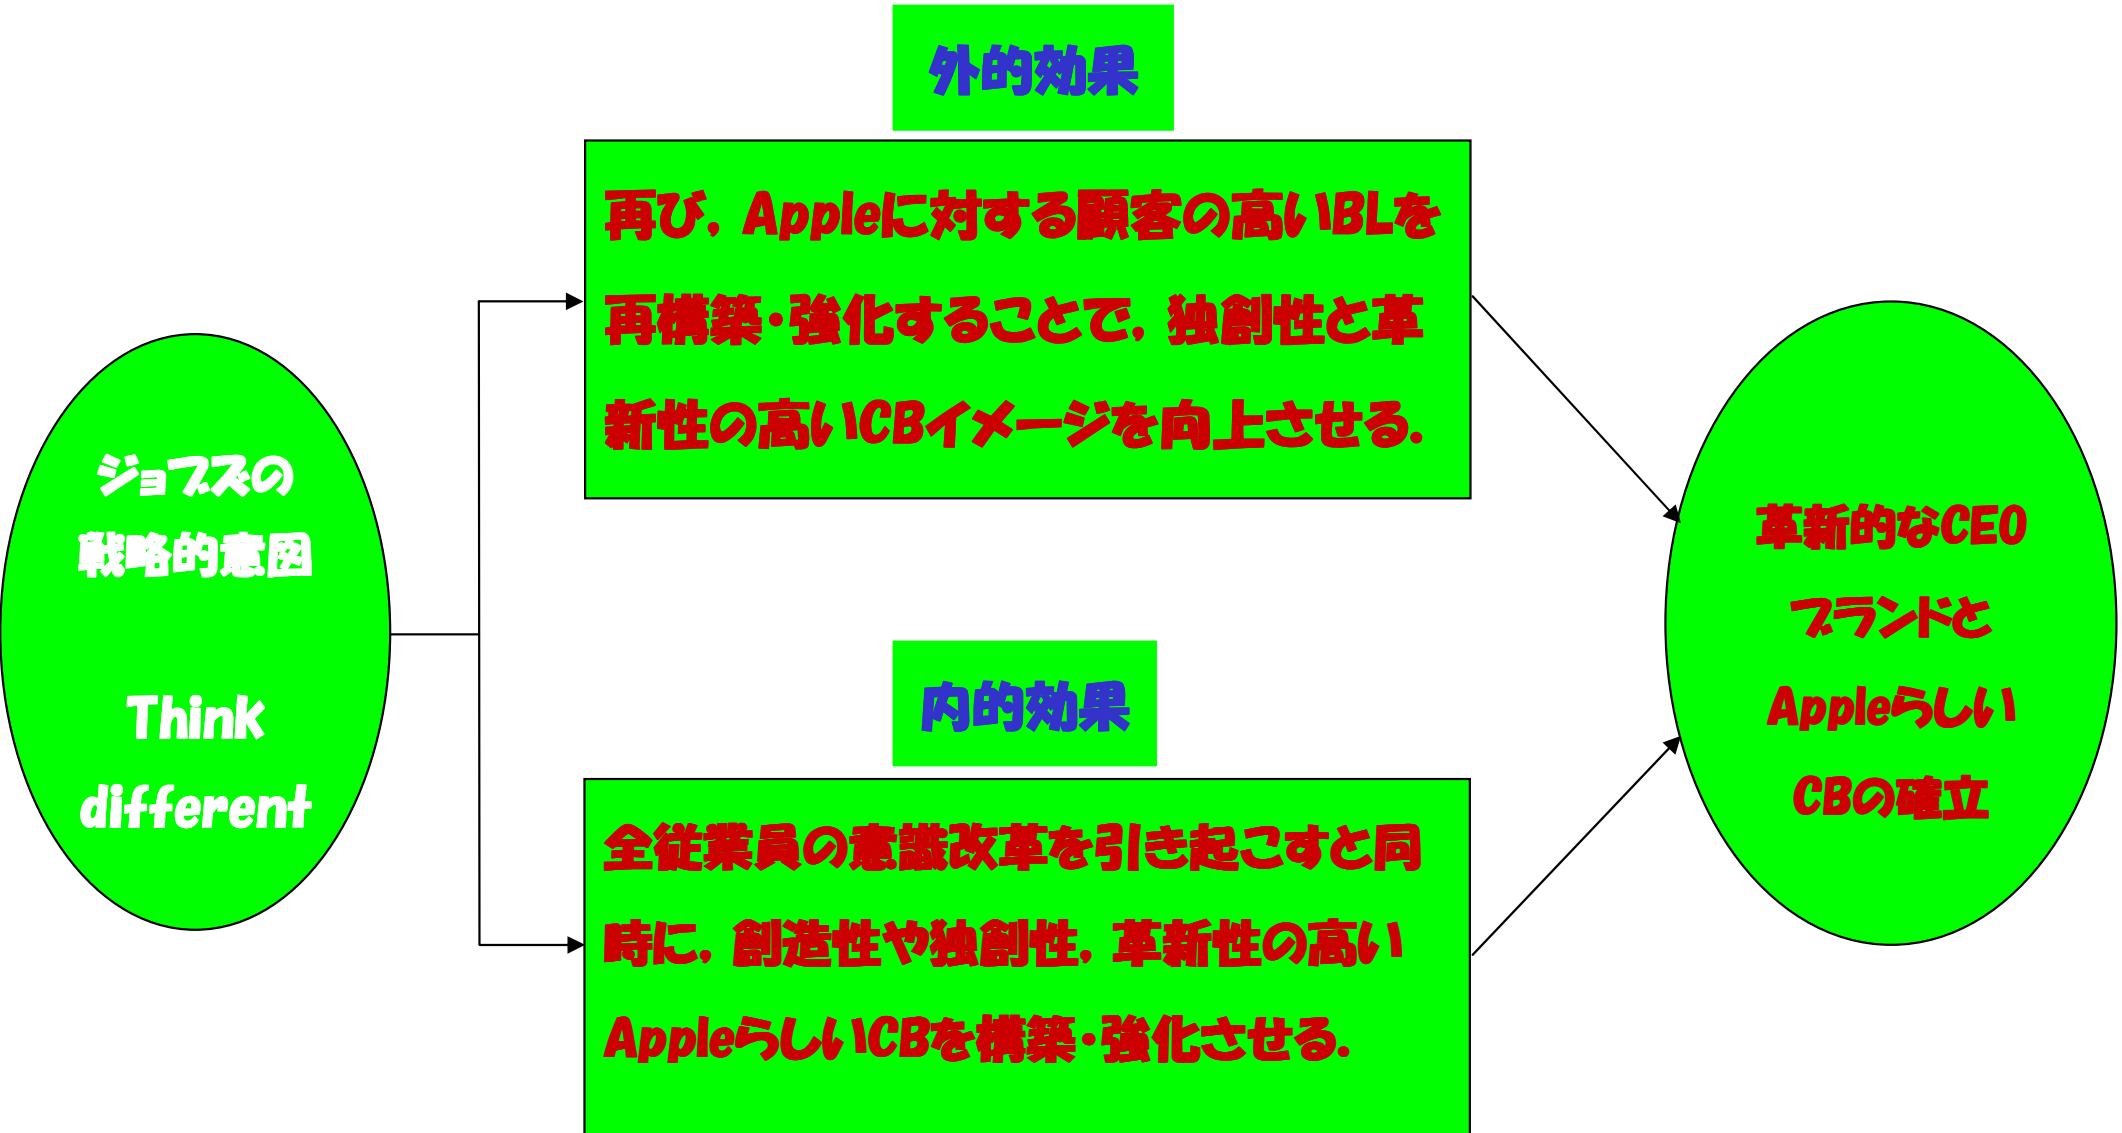 外的効果
再び，Appleに対する顧客の高いBLを
再構築・強化することで，独創性と革
新性の高いCBイメージを向上させる．
ジョブズの
戦略的意図
Think
different
内的効果
全従業員の意識改革を引き起こすと同
時に，創造性や独創性，革新性の高い
AppleらしいCBを構築・強化させる．
革新的なCEO
ブランドと
Appleらしい
CBの確立